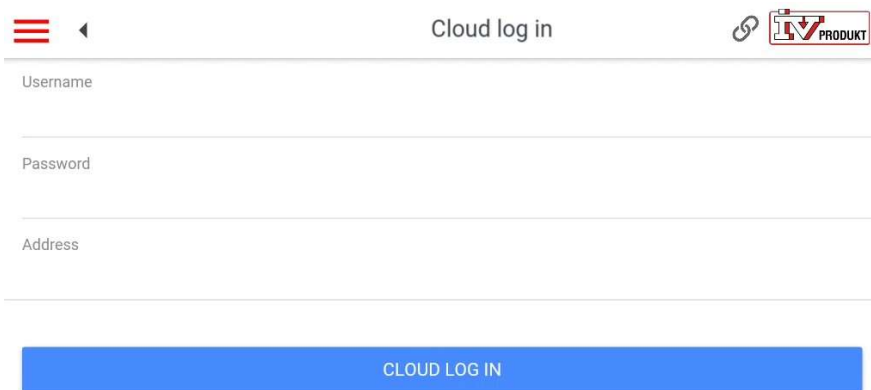 Cloud log in
IV PRODUKT
Username
Password
Address
CLOUD LOG IN